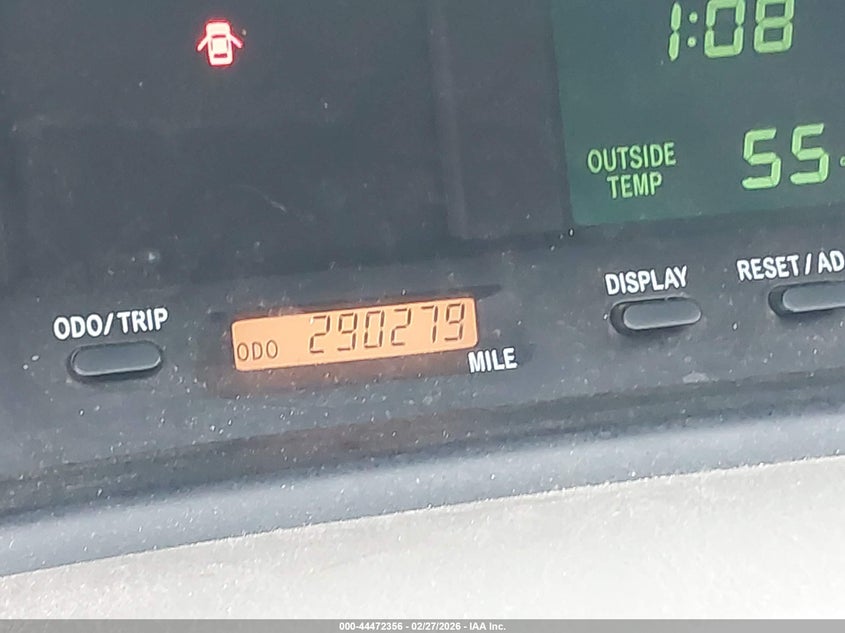 1:08
OUTSIDE
TEMP
55
DISPLAY
RESET / AD
ODO/TRIP
ODO 290279
MILE
000-44472356 - 02/27/2026 - IAA Inc.